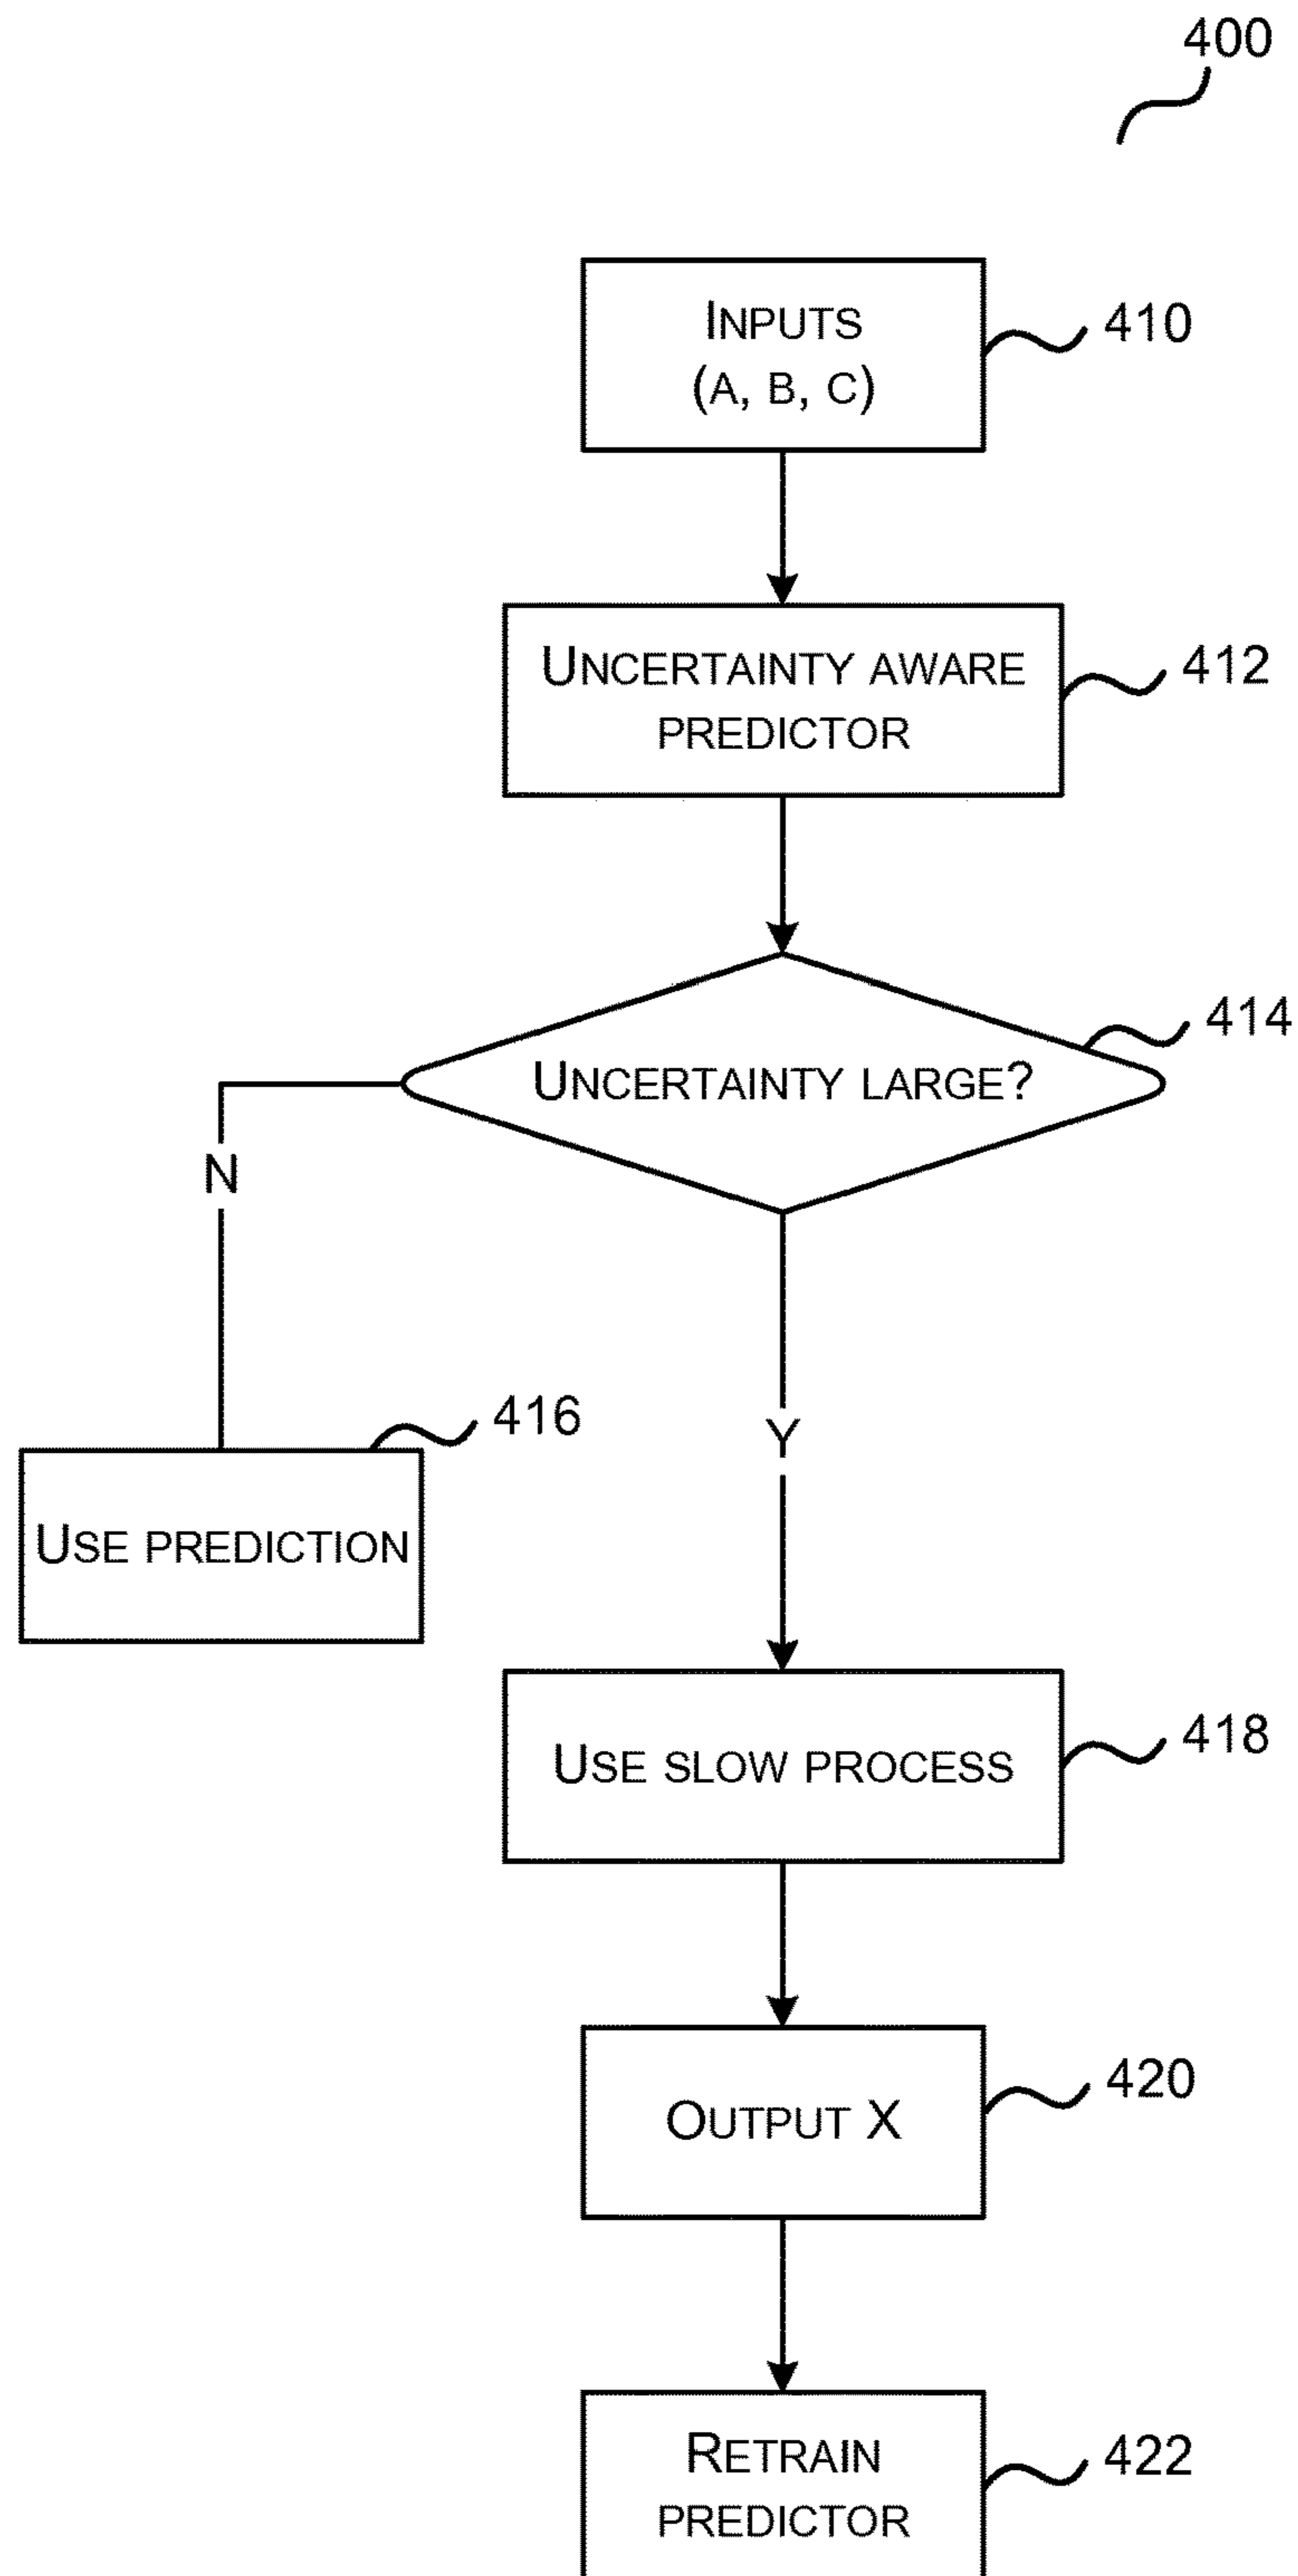 400
INPUTS
(A, B, C)
410
UNCERTAINTY AWARE
PREDICTOR
412
UNCERTAINTY LARGE?
414
N
Y
416
USE PREDICTION
USE SLOW PROCESS
418
OUTPUT X
420
RETRAIN
PREDICTOR
422